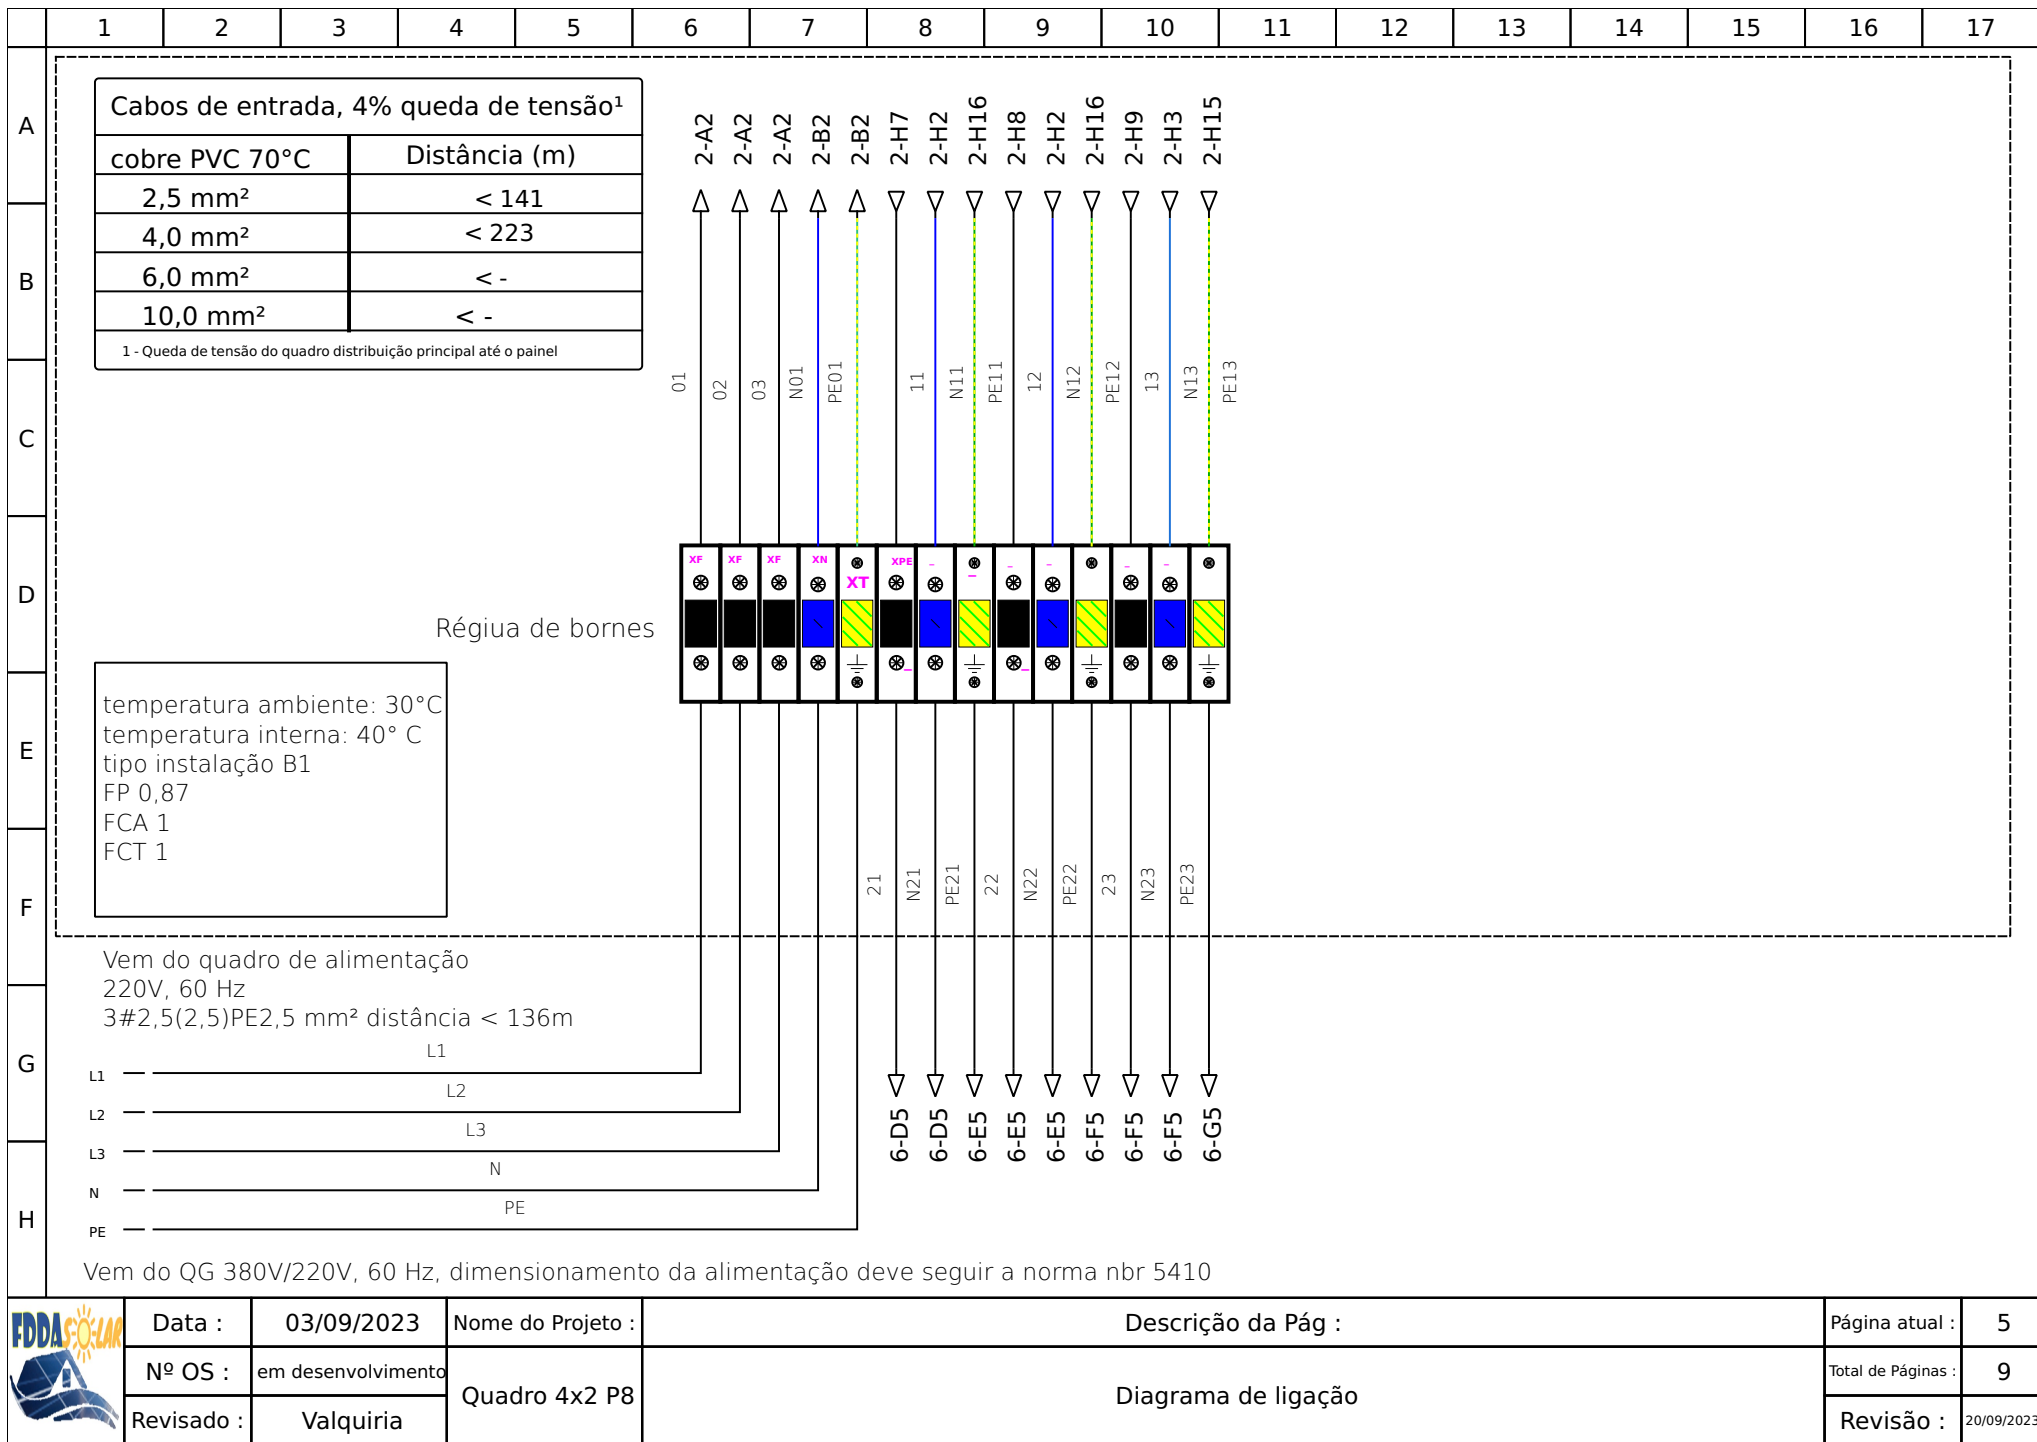 1 2 3 4 5 6 7 8 9 10 11 12 13 14 15 16 17
A
B
C
D
E
F
G
H
Cabos de entrada, 4% queda de tensão¹
cobre PVC 70°C Distância (m)
2,5 mm² < 141
4,0 mm² < 223
6,0 mm² < -
10,0 mm² < -
1 - Queda de tensão do quadro distribuição principal até o painel
2-A2 2-A2 2-A2 2-B2 2-B2 2-H7 2-H2 2-H16 2-H8 2-H2 2-H16 2-H9 2-H3 2-H15
01 02 03 N01 PE01 11 N11 PE11 12 N12 PE12 13 N13 PE13
XF XF XF XN XT XPE - - - - - -
- -
Régiua de bornes
temperatura ambiente: 30°C
temperatura interna: 40° C
tipo instalação B1
FP 0,87
FCA 1
FCT 1
21 N21 PE21 22 N22 PE22 23 N23 PE23
6-D5 6-D5 6-E5 6-E5 6-E5 6-F5 6-F5 6-F5 6-G5
Vem do quadro de alimentação
220V, 60 Hz
3#2,5(2,5)PE2,5 mm² distância < 136m
L1 L1
L2 L2
L3 L3
N N
PE PE
Vem do QG 380V/220V, 60 Hz, dimensionamento da alimentação deve seguir a norma nbr 5410
FDDA SOLAR
Data : 03/09/2023
Nº OS : em desenvolvimento
Revisado : Valquiria
Nome do Projeto :
Quadro 4x2 P8
Descrição da Pág :
Diagrama de ligação
Página atual : 5
Total de Páginas : 9
Revisão : 20/09/2023